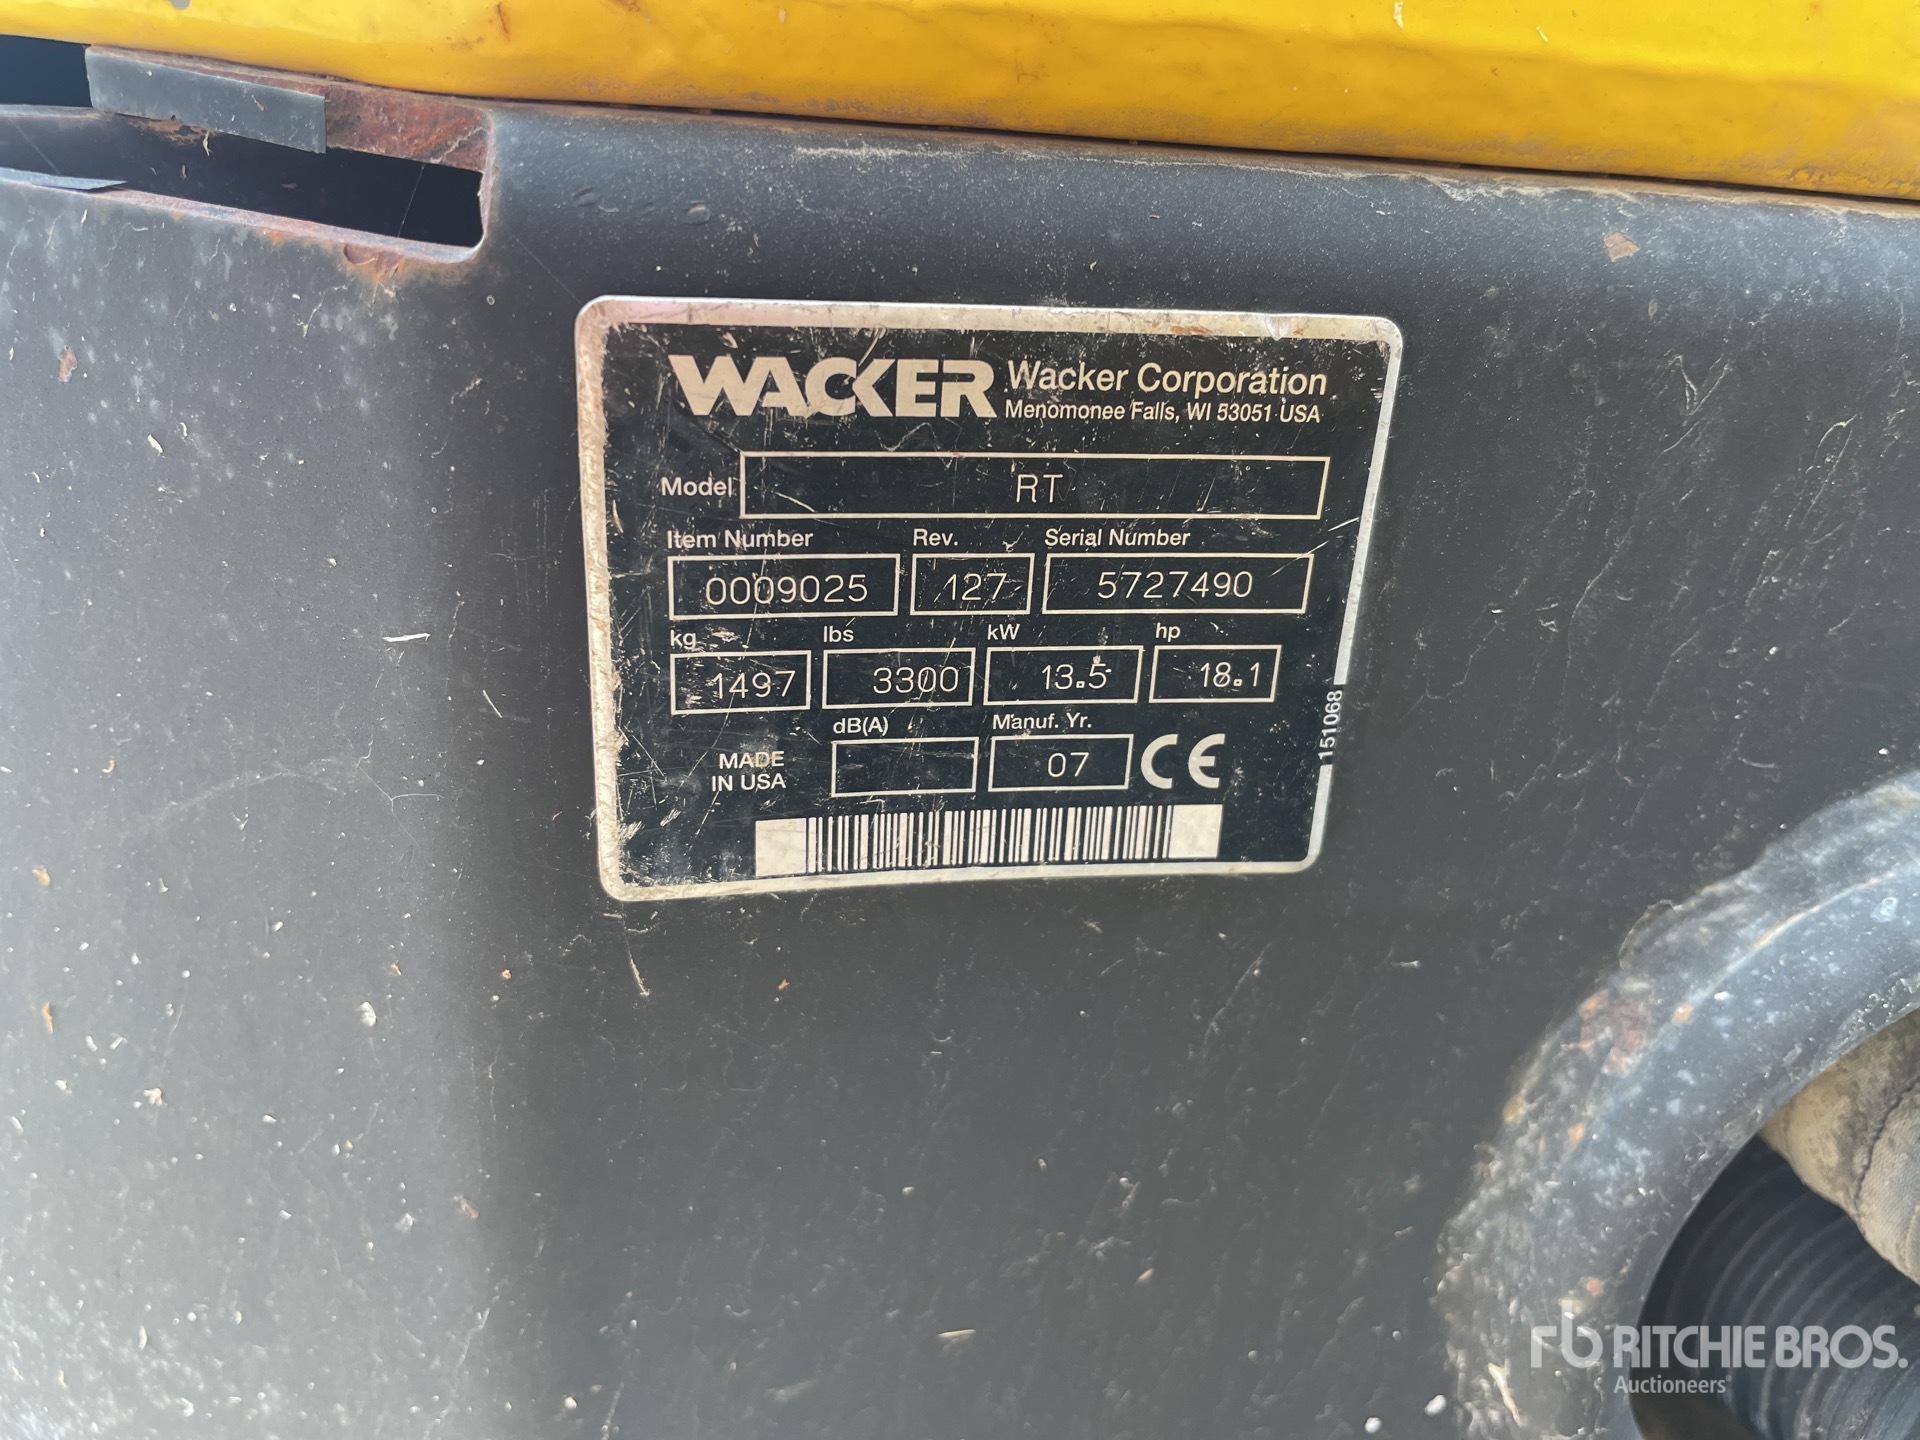 WACKER Wacker Corporation
Menomonee Falls, WI 53051 USA
Model RT
Item Number Rev. Serial Number
0009025 127 5727490
kg lbs kW hp
1497 3300 13.5 18.1
dB(A) Manuf. Yr.
MADE
IN USA
07 CE
151068
rb RITCHIE BROS.
Auctioneers